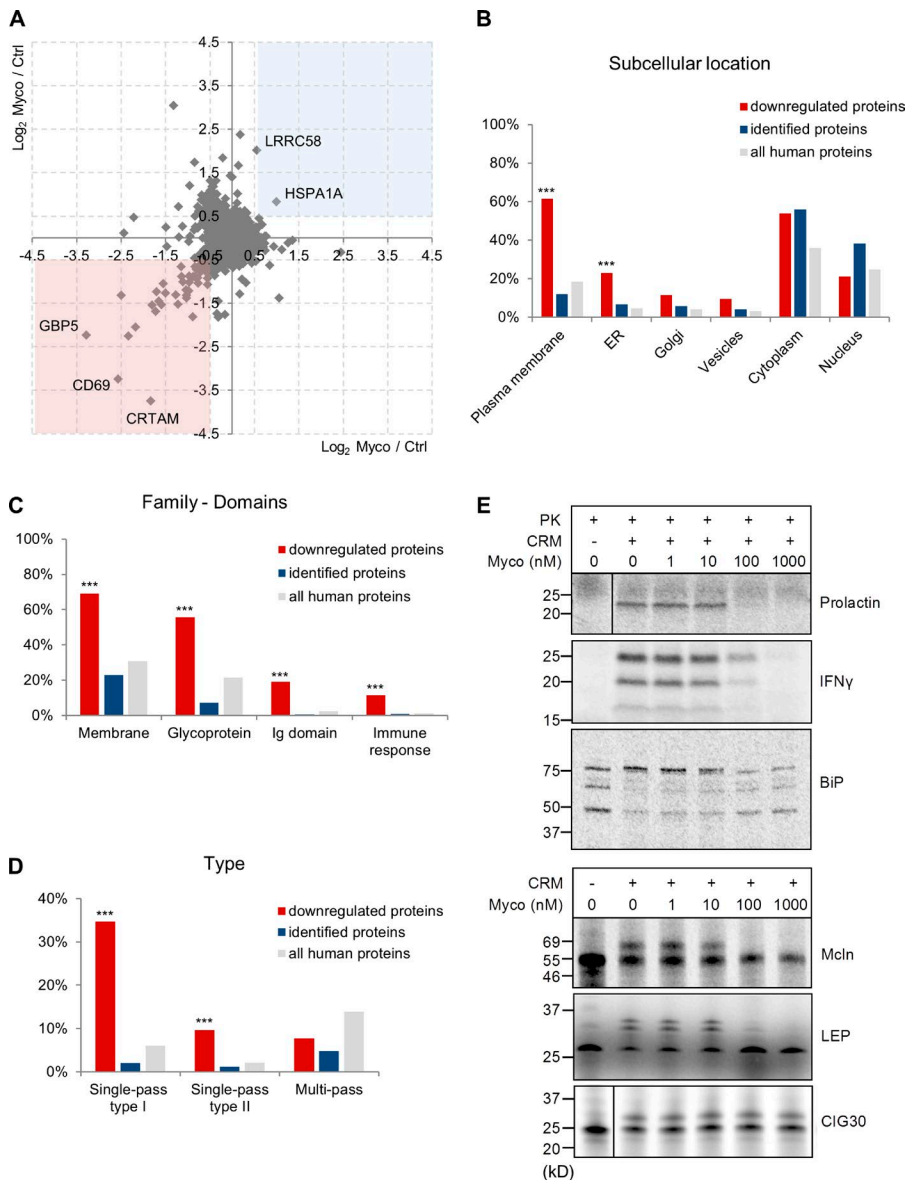 A
Log2 Myco / Ctrl
4.5
3.5
2.5
1.5
0.5
-4.5 -3.5 -2.5 -1.5 -0.5 0.5 1.5 2.5 3.5 4.5
-0.5
-1.5
-2.5
-3.5
-4.5
LRRC58
HSPA1A
GBP5
CD69
CRTAM
Log2 Myco / Ctrl
B
Subcellular location
downregulated proteins
identified proteins
all human proteins
100%
80%
60%
40%
20%
0%
***
***
Plasma membrane
ER
Golgi
Vesicles
Cytoplasm
Nucleus
C
Family - Domains
downregulated proteins
identified proteins
all human proteins
100%
80%
60%
40%
20%
0%
***
***
***
***
Membrane
Glycoprotein
Ig domain
Immune
response
D
Type
downregulated proteins
identified proteins
all human proteins
40%
30%
20%
10%
0%
***
***
Single-pass
type I
Single-pass
type II
Multi-pass
E
PK + + + + + +
CRM - + + + + +
Myco (nM) 0 0 1 10 100 1000
25
20
Prolactin
25
20
15
IFNγ
75
50
37
BiP
CRM - + + + + +
Myco (nM) 0 0 1 10 100 1000
69
55
46
Mcln
37
25
LEP
37
25
20
CIG30
(kD)